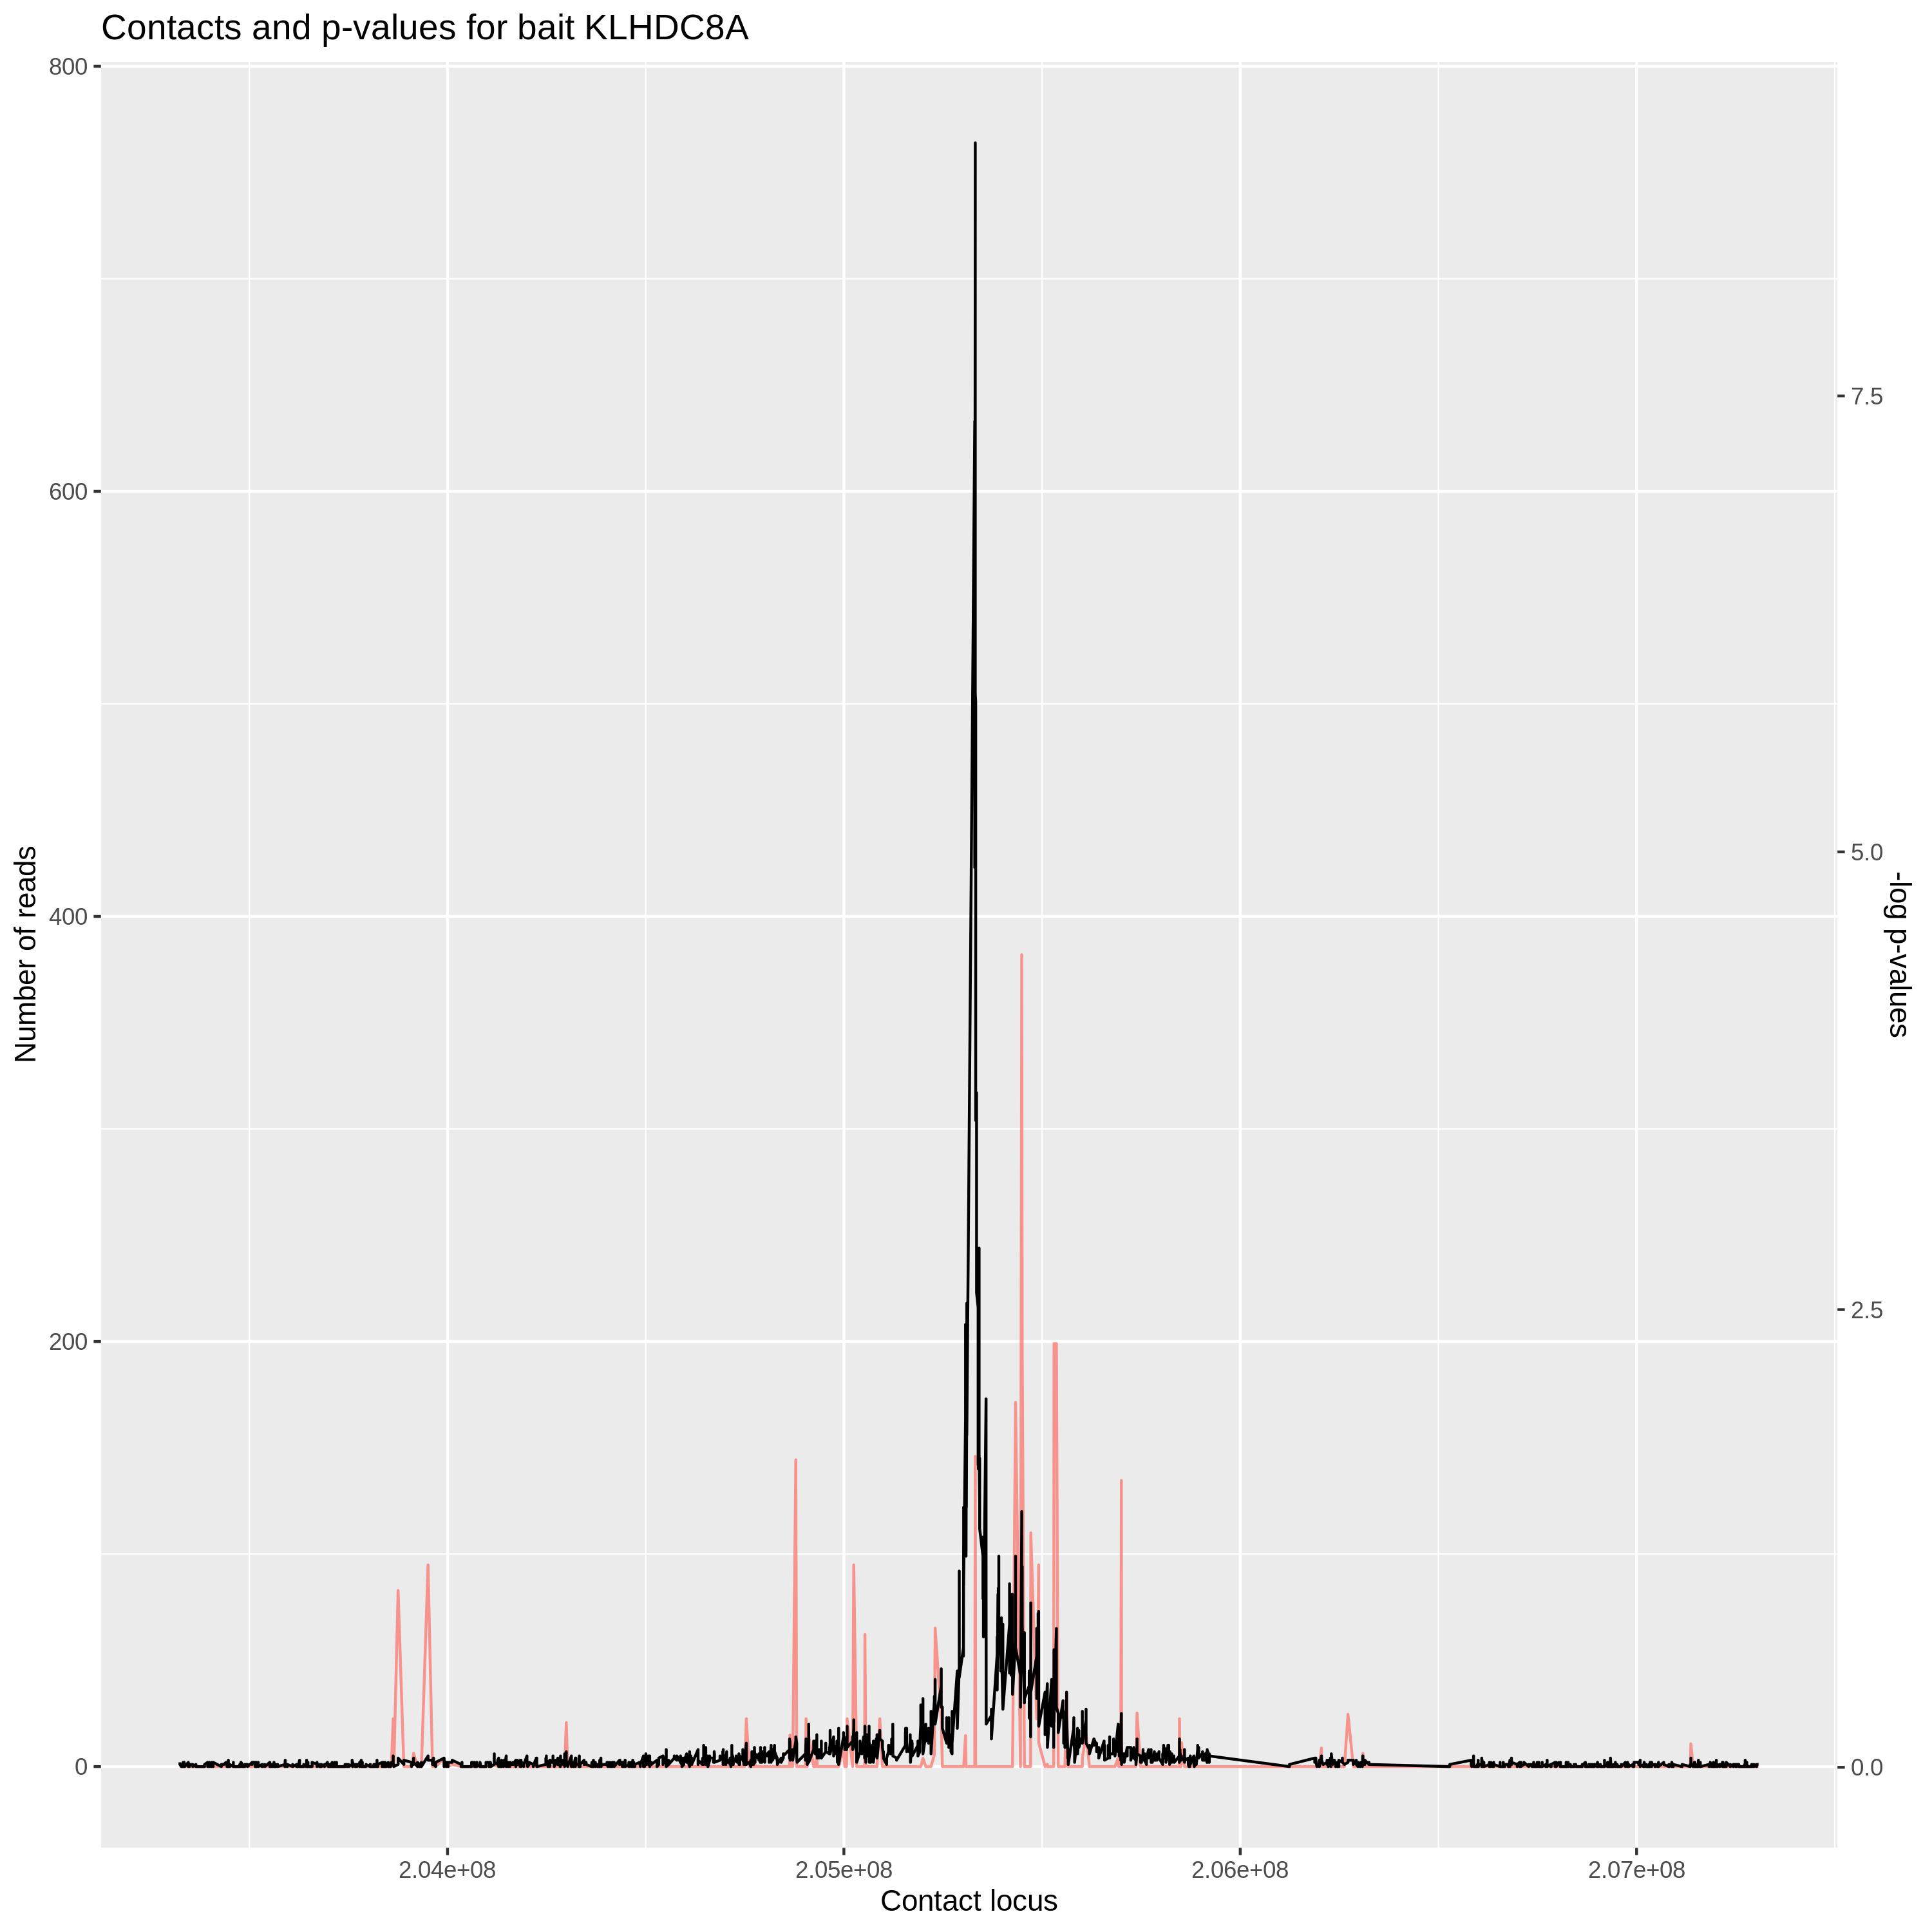 Contacts and p-values for bait KLHDC8A
800
600
400
200
0
Number of reads
7.5
5.0
2.5
0.0
-log p-values
2.04e+08
2.05e+08
2.06e+08
2.07e+08
Contact locus